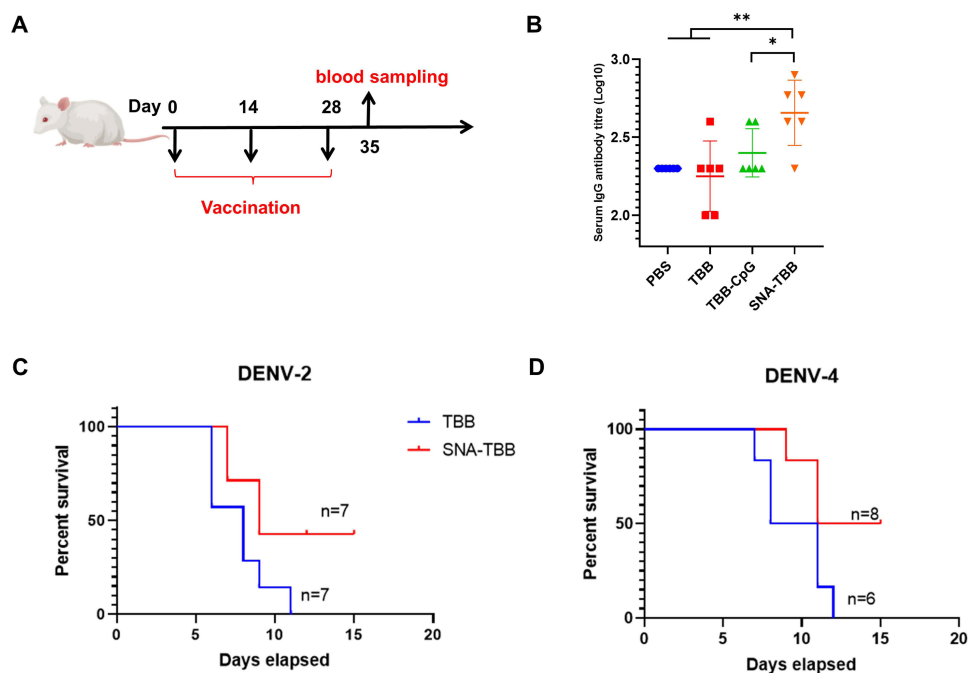 A
blood sampling
Day 0 14 28
35
Vaccination
B
**
*
Serum IgG antibody titre (Log10)
3.0
2.5
2.0
PBS
TBB
TBB-CpG
SNA-TBB
C
DENV-2
TBB
SNA-TBB
Percent survival
100
50
0
n=7
n=7
0 5 10 15 20
Days elapsed
D
DENV-4
Percent survival
100
50
0
n=8
n=6
0 5 10 15 20
Days elapsed